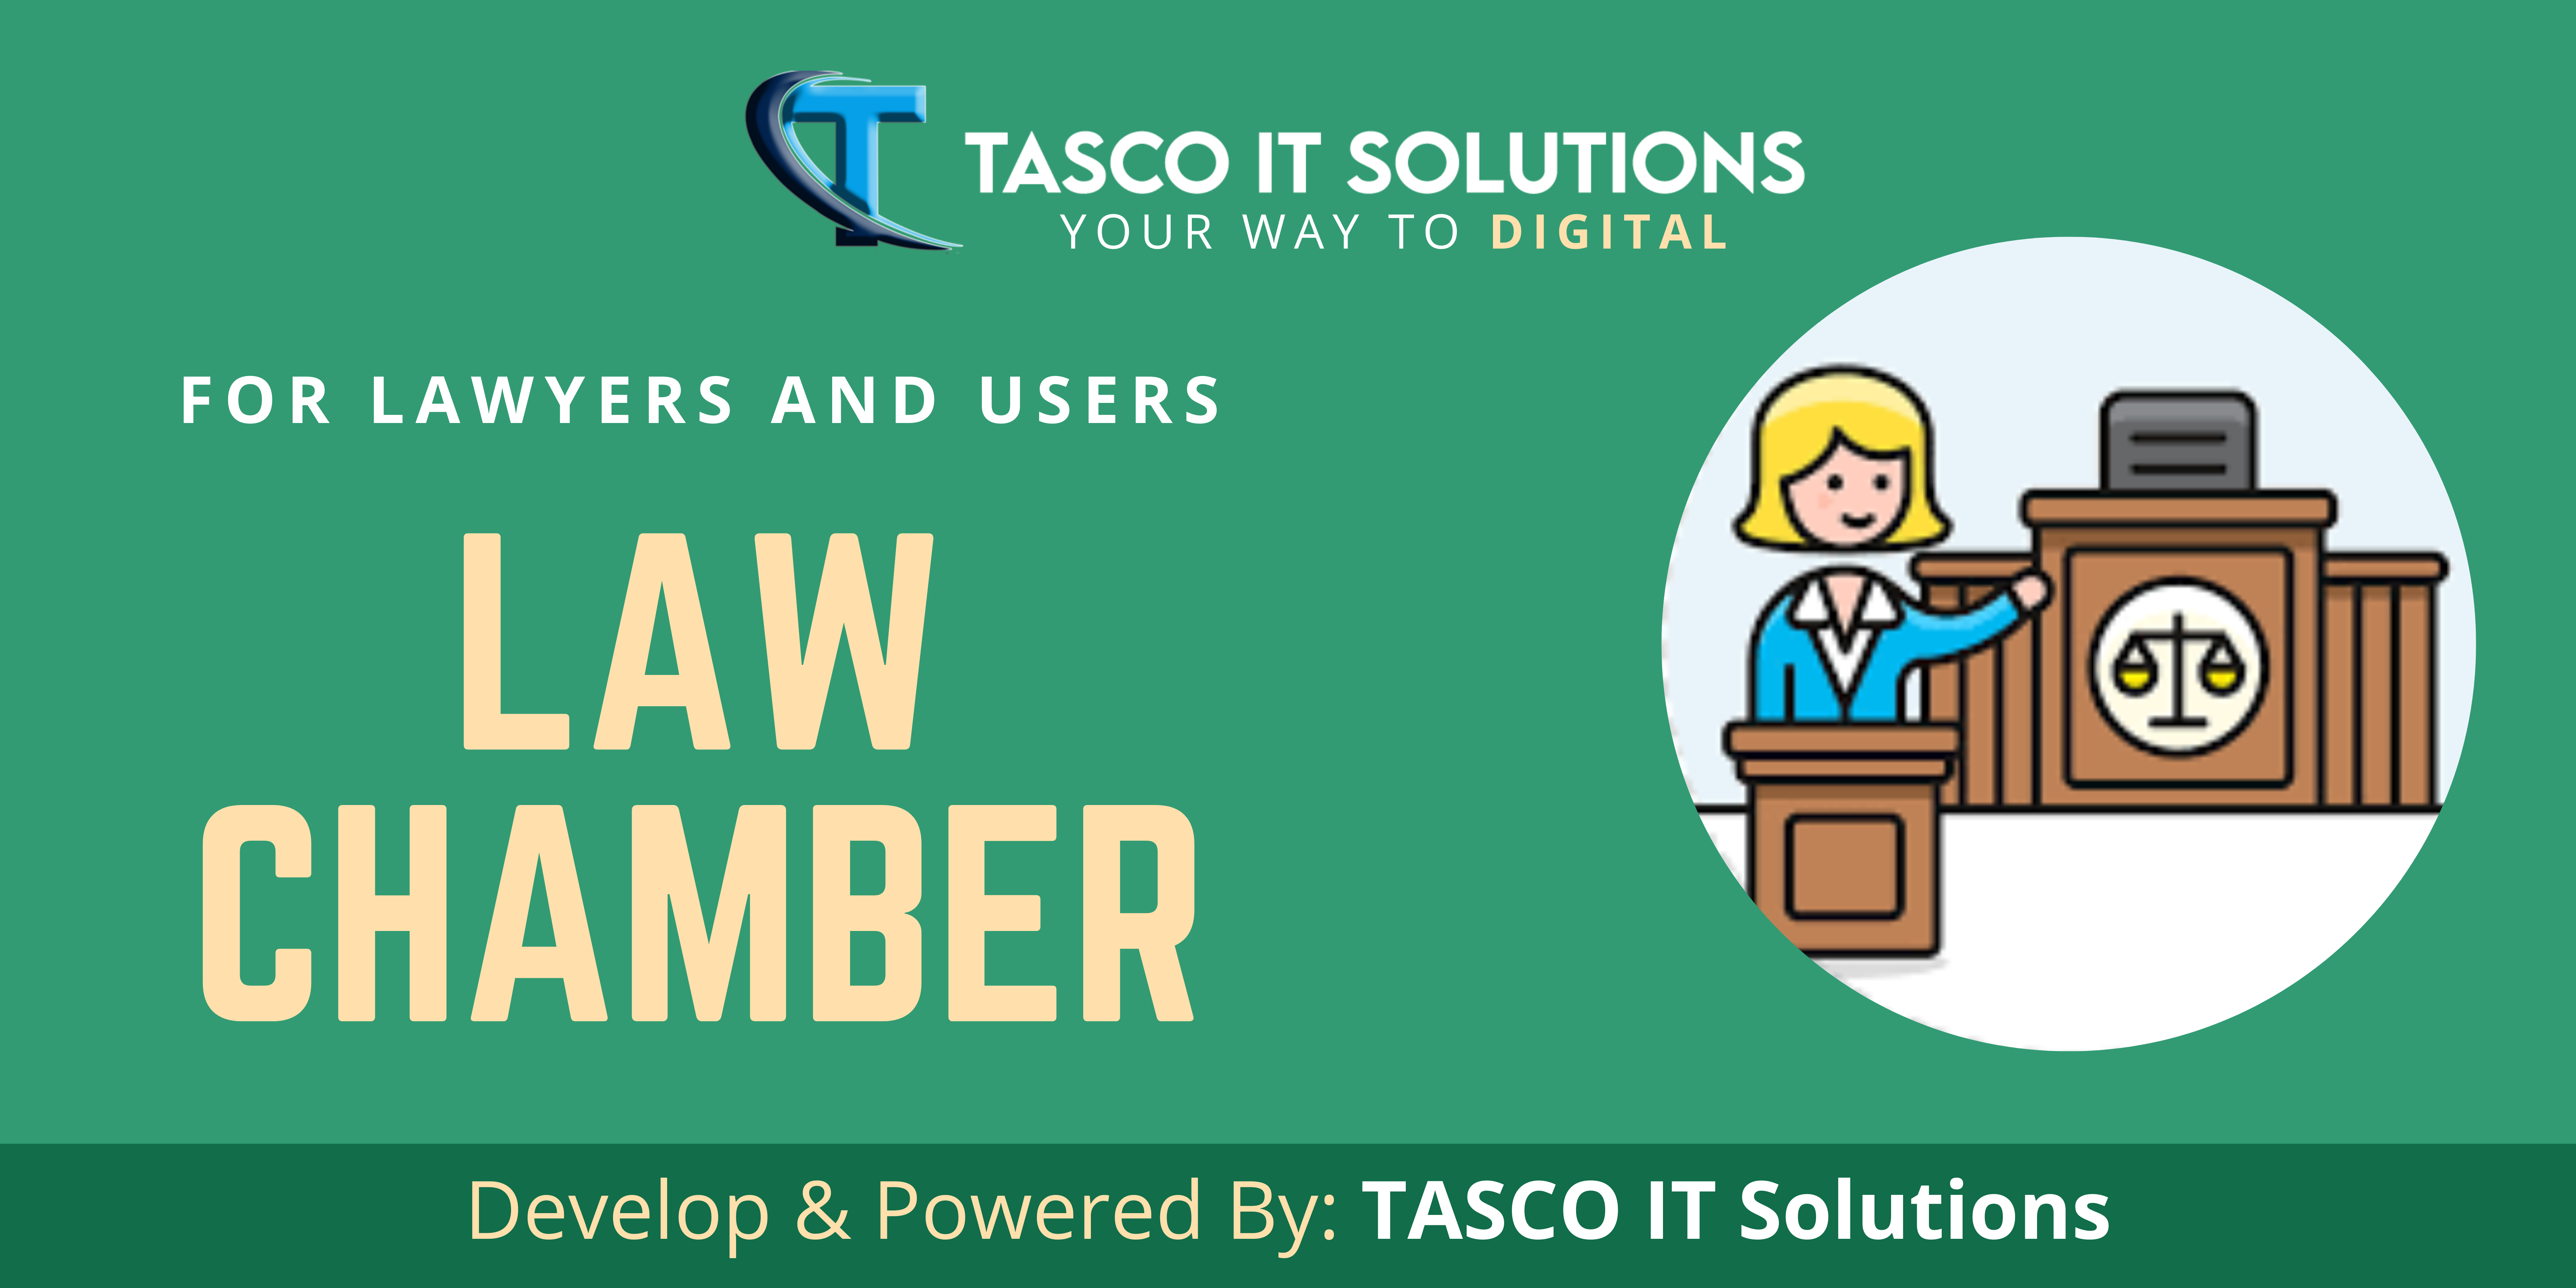 TASCO IT SOLUTIONS
YOUR WAY TO DIGITAL
FOR LAWYERS AND USERS
LAW
CHAMBER
Develop & Powered By: TASCO IT Solutions